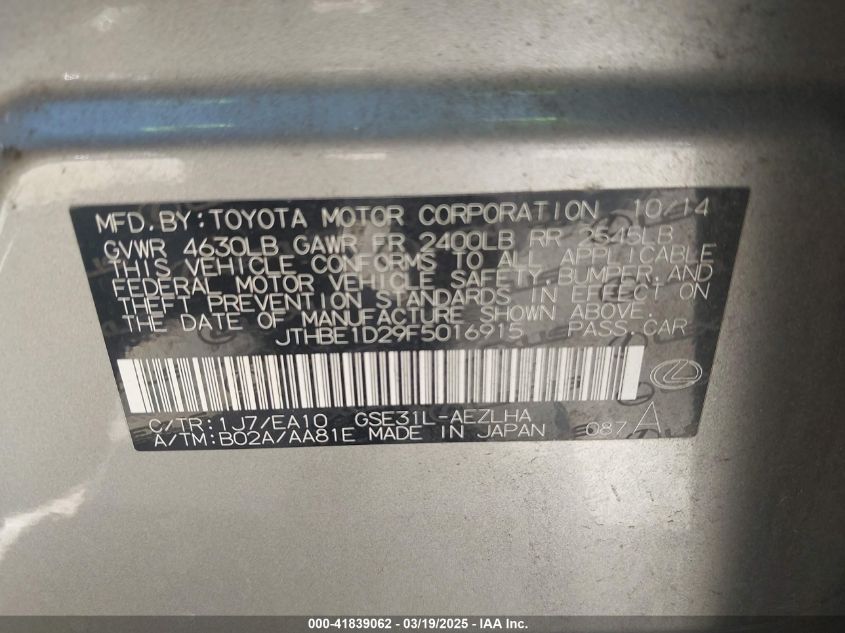 MFD. BY: TOYOTA MOTOR CORPORATION 10/14
GVWR 4630LB GAWR FR 2400LB RR 2545LB
THIS VEHICLE CONFORMS TO ALL APPLICABLE
FEDERAL MOTOR VEHICLE SAFETY, BUMPER, AND
THEFT PREVENTION STANDARDS IN EFFECT ON
THE DATE OF MANUFACTURE SHOWN ABOVE.
JTHBE1D29F5016915 PASS. CAR
C/TR: 1J7/EA10 GSE31L-AEZLHA
A/TM: B02A/AA81E MADE IN JAPAN 087 A
000-41839062 - 03/19/2025 - IAA Inc.